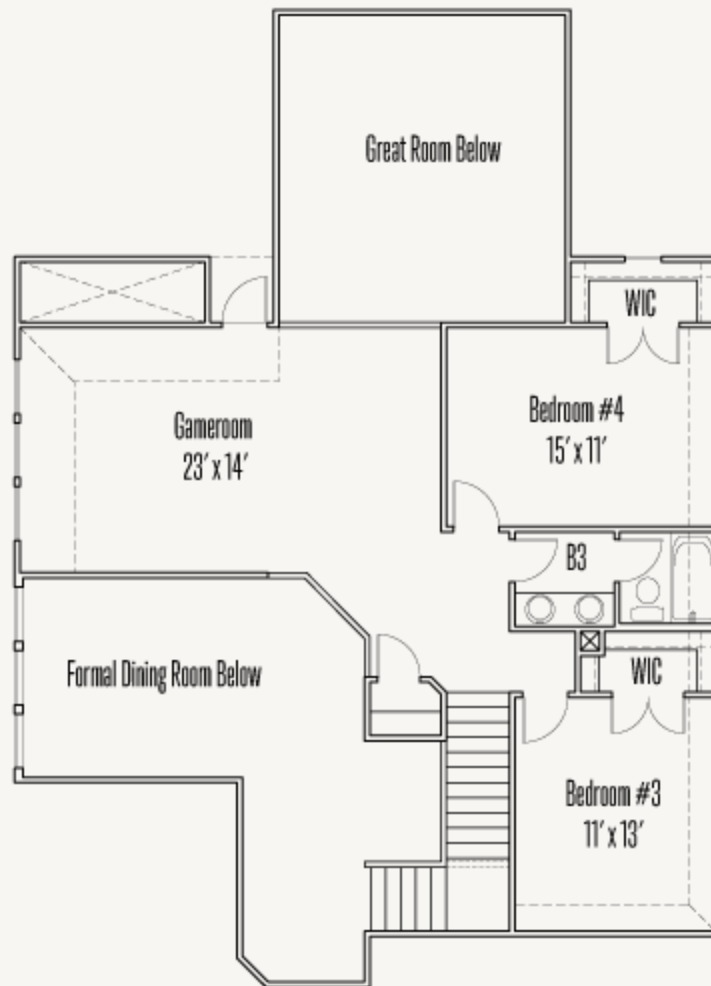 Great Room Below
WIC
Gameroom
23' x 14'
Bedroom #4
15' x 11'
B3
Formal Dining Room Below
WIC
Bedroom #3
11' x 13'